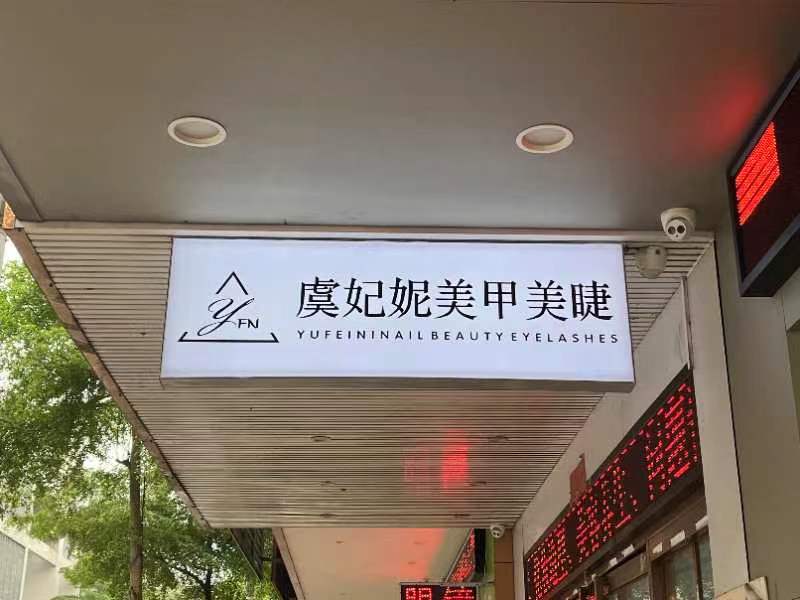 虞妃妮美甲美睫
YUFEININAIL BEAUTY EYELASHES
YFN